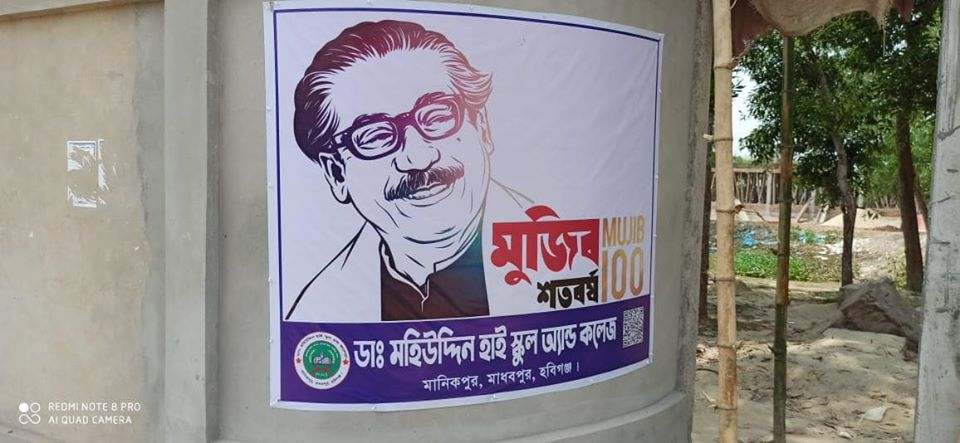 মুজিব
শতবর্ষ
MUJIB
100
ডাঃ মহিউদ্দিন হাই স্কুল অ্যান্ড কলেজ
মানিকপুর, মাধবপুর, হবিগঞ্জ।
REDMI NOTE 8 PRO
AI QUAD CAMERA